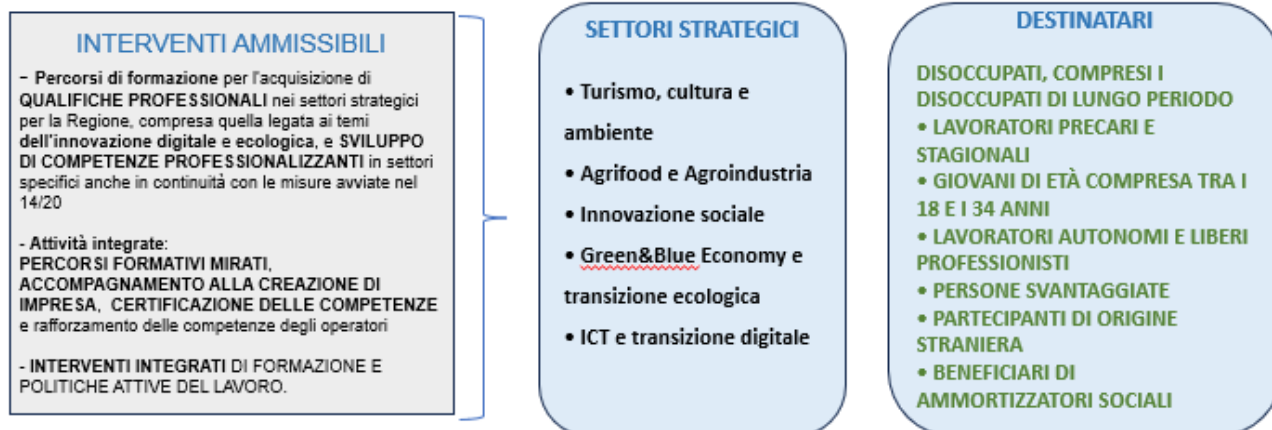 INTERVENTI AMMISSIBILI
- Percorsi di formazione per l'acquisizione di
QUALIFICHE PROFESSIONALI nei settori strategici
per la Regione, compresa quella legata ai temi
dell'innovazione digitale e ecologica, e SVILUPPO
DI COMPETENZE PROFESSIONALIZZANTI in settori
specifici anche in continuità con le misure avviate nel
14/20
- Attività integrate:
PERCORSI FORMATIVI MIRATI,
ACCOMPAGNAMENTO ALLA CREAZIONE DI
IMPRESA, CERTIFICAZIONE DELLE COMPETENZE
e rafforzamento delle competenze degli operatori
- INTERVENTI INTEGRATI DI FORMAZIONE E
POLITICHE ATTIVE DEL LAVORO.
SETTORI STRATEGICI
• Turismo, cultura e
ambiente
• Agrifood e Agroindustria
• Innovazione sociale
• Green&Blue Economy e
transizione ecologica
• ICT e transizione digitale
DESTINATARI
DISOCCUPATI, COMPRESI I
DISOCCUPATI DI LUNGO PERIODO
• LAVORATORI PRECARI E
STAGIONALI
• GIOVANI DI ETÀ COMPRESA TRA I
18 E I 34 ANNI
• LAVORATORI AUTONOMI E LIBERI
PROFESSIONISTI
• PERSONE SVANTAGGIATE
• PARTECIPANTI DI ORIGINE
STRANIERA
• BENEFICIARI DI
AMMORTIZZATORI SOCIALI